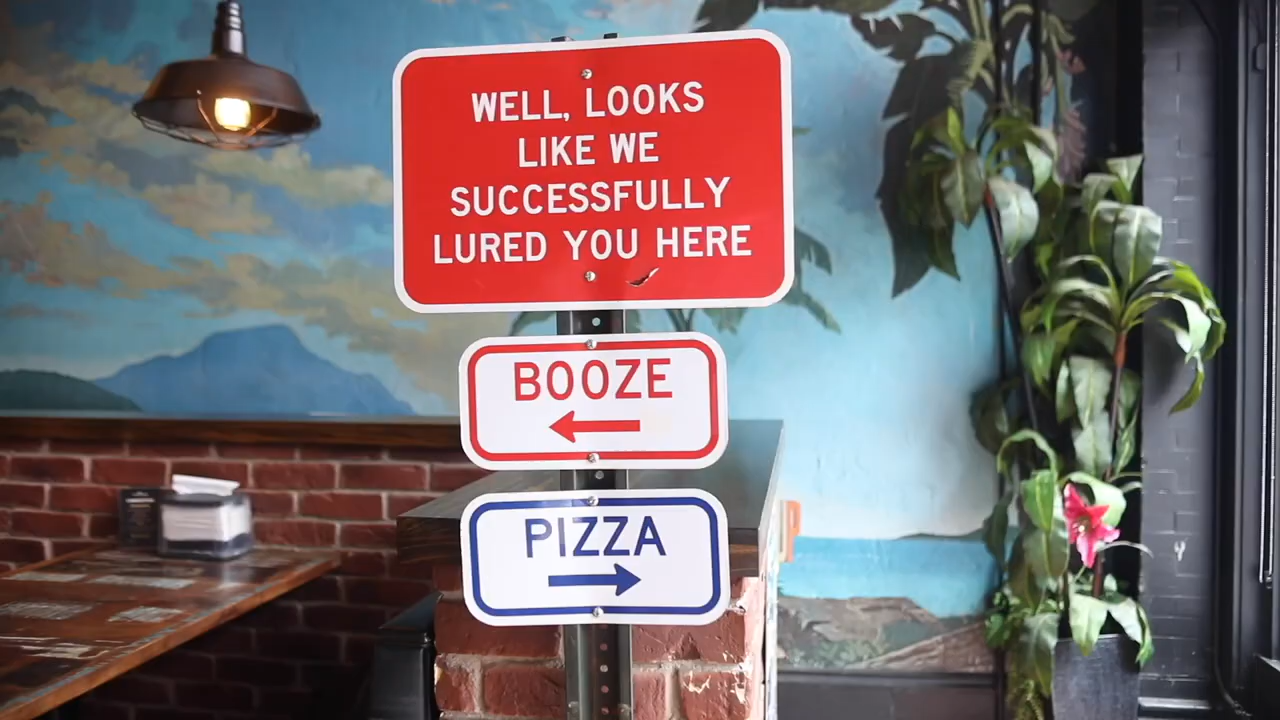 WELL, LOOKS
LIKE WE
SUCCESSFULLY
LURED YOU HERE
BOOZE
PIZZA